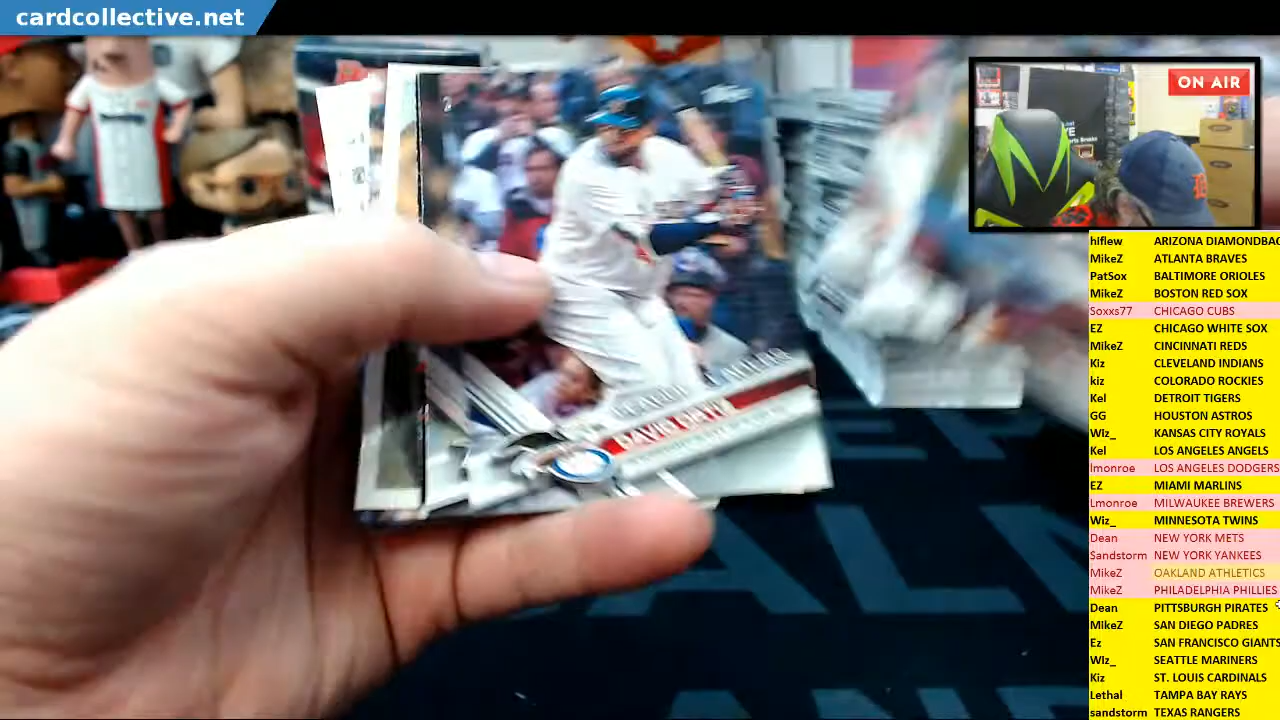 cardcollective.net
ON AIR
DAVID ORTIZ
hiflew ARIZONA DIAMONDBAC
MikeZ ATLANTA BRAVES
PatSox BALTIMORE ORIOLES
MikeZ BOSTON RED SOX
Soxxs77 CHICAGO CUBS
EZ CHICAGO WHITE SOX
MikeZ CINCINNATI REDS
Kiz CLEVELAND INDIANS
kiz COLORADO ROCKIES
Kel DETROIT TIGERS
GG HOUSTON ASTROS
Wiz_ KANSAS CITY ROYALS
Kel LOS ANGELES ANGELS
lmonroe LOS ANGELES DODGERS
EZ MIAMI MARLINS
Lmonroe MILWAUKEE BREWERS
Wiz_ MINNESOTA TWINS
Dean NEW YORK METS
Sandstorm NEW YORK YANKEES
MikeZ OAKLAND ATHLETICS
MikeZ PHILADELPHIA PHILLIES
Dean PITTSBURGH PIRATES
MikeZ SAN DIEGO PADRES
Ez SAN FRANCISCO GIANTS
WIz_ SEATTLE MARINERS
Kiz ST. LOUIS CARDINALS
Lethal TAMPA BAY RAYS
sandstorm TEXAS RANGERS